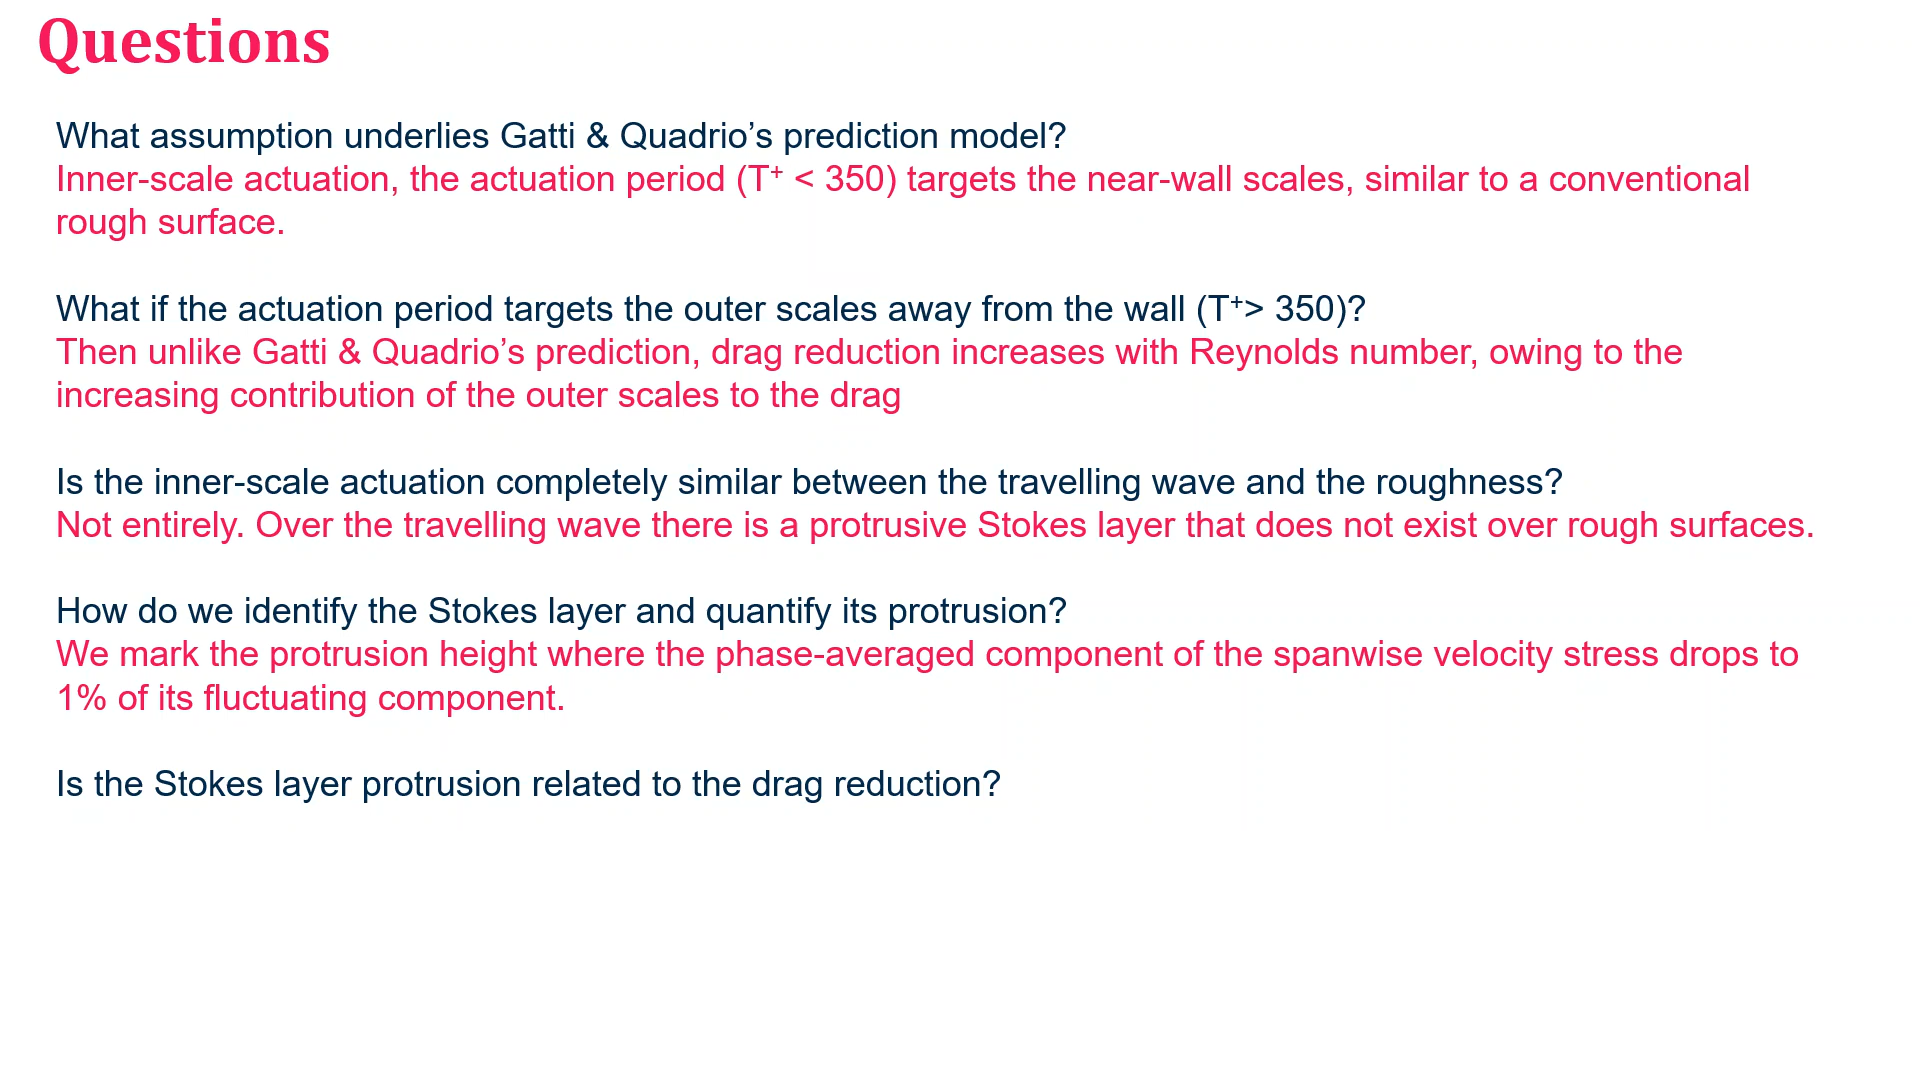 Questions
What assumption underlies Gatti & Quadrio’s prediction model?
Inner-scale actuation, the actuation period (T⁺ < 350) targets the near-wall scales, similar to a conventional
rough surface.
What if the actuation period targets the outer scales away from the wall (T⁺> 350)?
Then unlike Gatti & Quadrio’s prediction, drag reduction increases with Reynolds number, owing to the
increasing contribution of the outer scales to the drag
Is the inner-scale actuation completely similar between the travelling wave and the roughness?
Not entirely. Over the travelling wave there is a protrusive Stokes layer that does not exist over rough surfaces.
How do we identify the Stokes layer and quantify its protrusion?
We mark the protrusion height where the phase-averaged component of the spanwise velocity stress drops to
1% of its fluctuating component.
Is the Stokes layer protrusion related to the drag reduction?